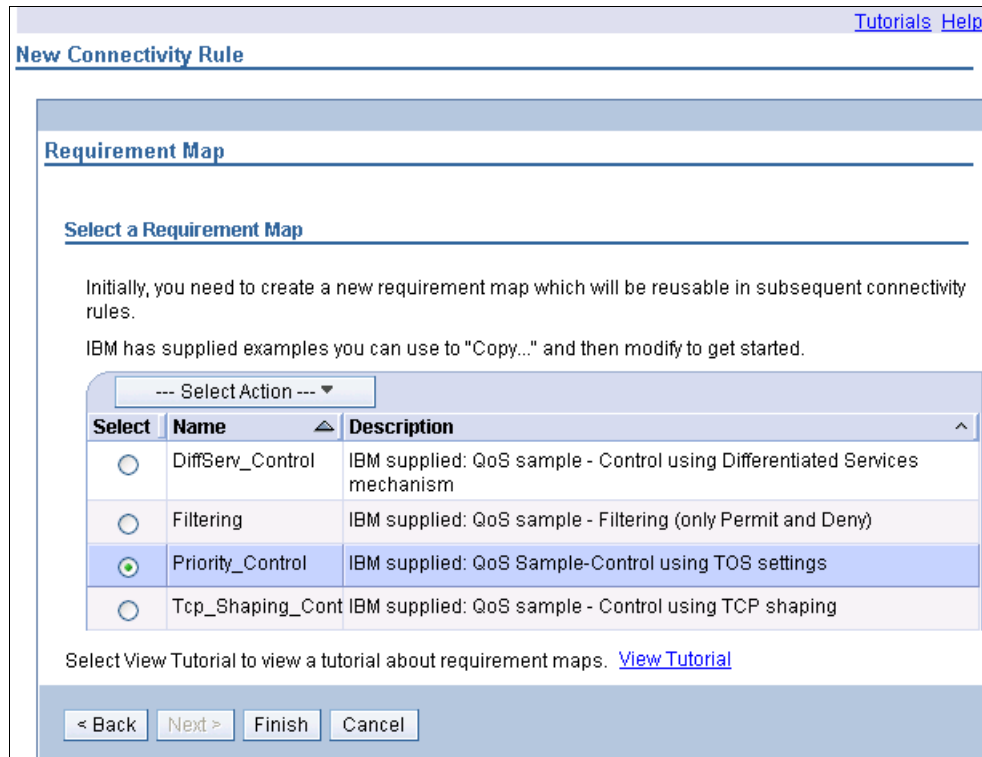 Tutorials Help
New Connectivity Rule
Requirement Map
Select a Requirement Map
Initially, you need to create a new requirement map which will be reusable in subsequent connectivity
rules.
IBM has supplied examples you can use to "Copy..." and then modify to get started.
--- Select Action ---
Select Name Description
DiffServ_Control IBM supplied: QoS sample - Control using Differentiated Services
mechanism
Filtering IBM supplied: QoS sample - Filtering (only Permit and Deny)
Priority_Control IBM supplied: QoS Sample-Control using TOS settings
Tcp_Shaping_Cont IBM supplied: QoS sample - Control using TCP shaping
Select View Tutorial to view a tutorial about requirement maps. View Tutorial
< Back Next > Finish Cancel